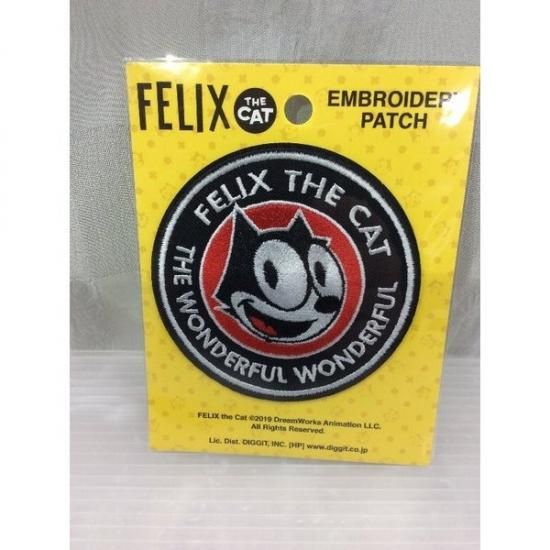 FELIX THE CAT
EMBROIDERY
PATCH
FELIX THE CAT
THE WONDERFUL WONDERFUL
FELIX the Cat ©2019 DreamWorks Animation LLC.
All Rights Reserved.
Lic. Dist. DIGGIT, INC. [HP] www.diggit.co.jp